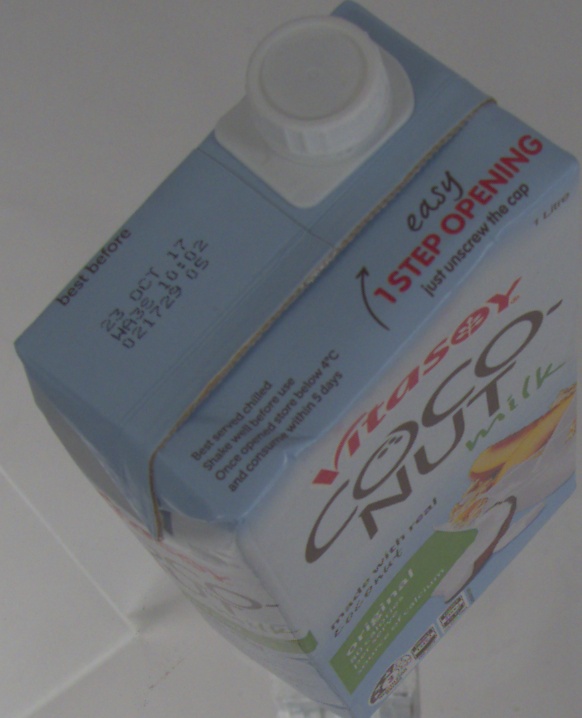 best before
23 OCT 17
WA3@/10:02
021729 05
easy
1 STEP OPENING
just unscrew the cap
1 Litre
Best served chilled
Shake well before use
Once opened store below 4°C
and consume within 5 days
Vitasoy
COCO-
NUT milk
made with real
coconut
original